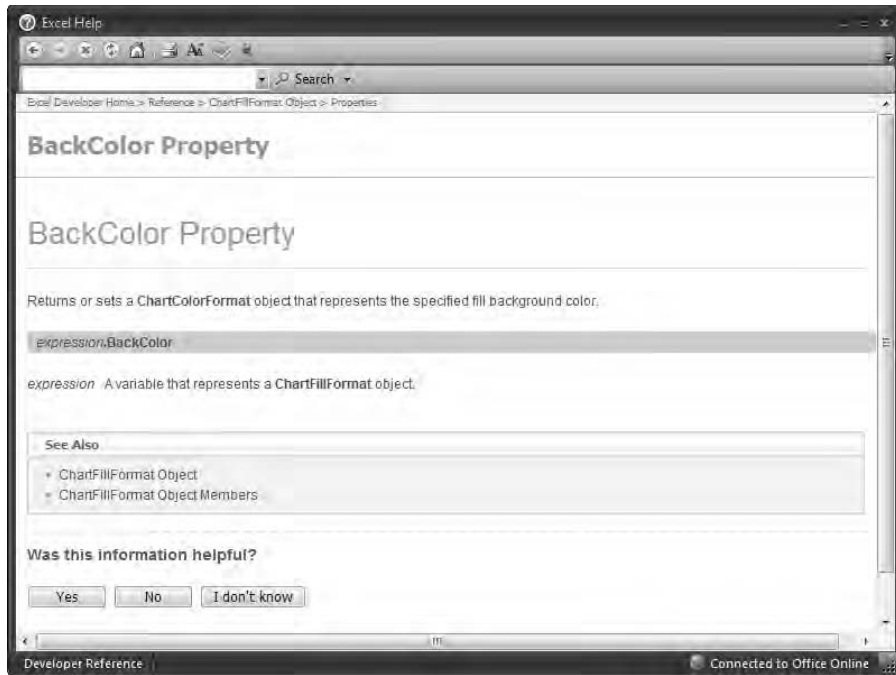 Excel Help
Search
Excel Developer Home > Reference > ChartFillFormat Object > Properties
BackColor Property
BackColor Property
Returns or sets a ChartColorFormat object that represents the specified fill background color.
expression.BackColor
expression A variable that represents a ChartFillFormat object.
See Also
ChartFillFormat Object
ChartFillFormat Object Members
Was this information helpful?
Yes No I don't know
Developer Reference Connected to Office Online